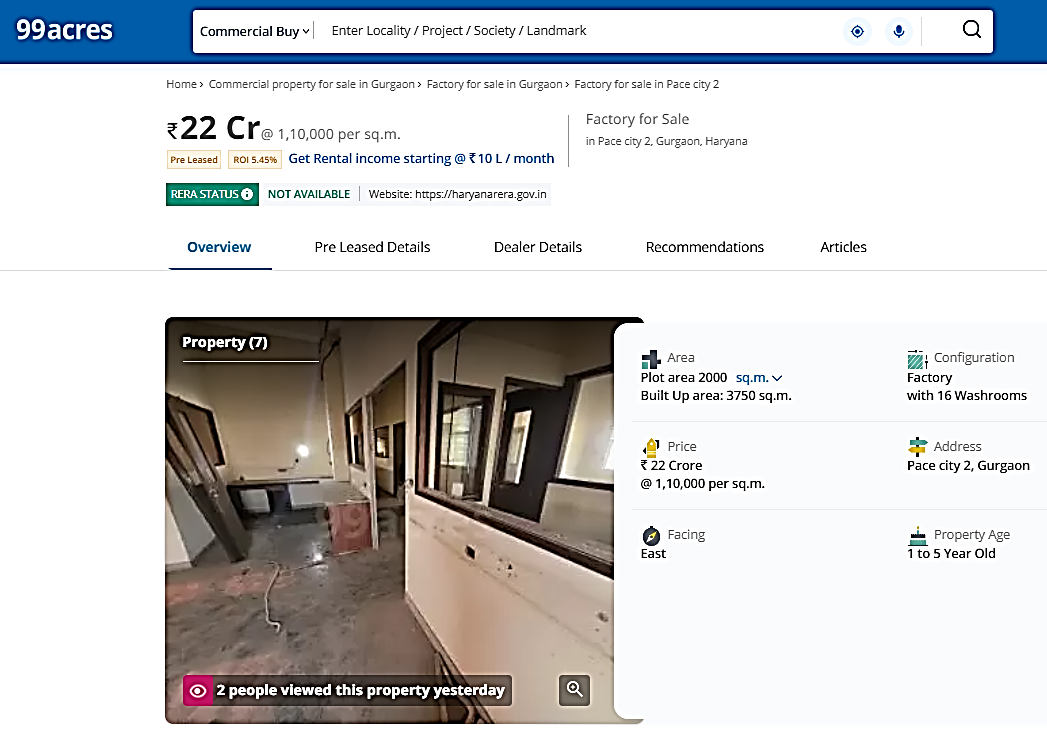 99acres
Commercial Buy
Enter Locality / Project / Society / Landmark
Home › Commercial property for sale in Gurgaon › Factory for sale in Gurgaon › Factory for sale in Pace city 2
₹22 Cr @ 1,10,000 per sq.m.
Factory for Sale
in Pace city 2, Gurgaon, Haryana
Pre Leased ROI 5.45% Get Rental income starting @ ₹10 L / month
RERA STATUS NOT AVAILABLE Website: https://haryanarera.gov.in
Overview Pre Leased Details Dealer Details Recommendations Articles
Property (7)
2 people viewed this property yesterday
Area
Plot area 2000 sq.m.
Built Up area: 3750 sq.m.
Configuration
Factory
with 16 Washrooms
Price
₹ 22 Crore
@ 1,10,000 per sq.m.
Address
Pace city 2, Gurgaon
Facing
East
Property Age
1 to 5 Year Old